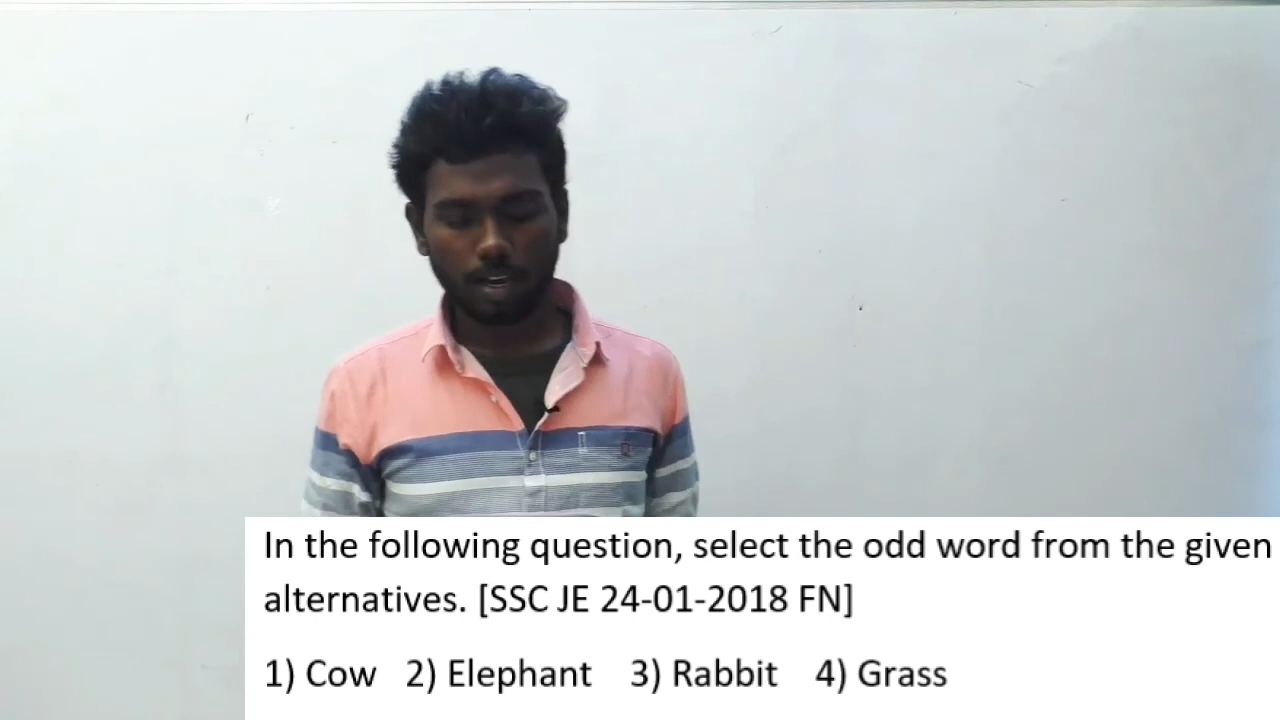 In the following question, select the odd word from the given
alternatives. [SSC JE 24-01-2018 FN]
1) Cow 2) Elephant 3) Rabbit 4) Grass